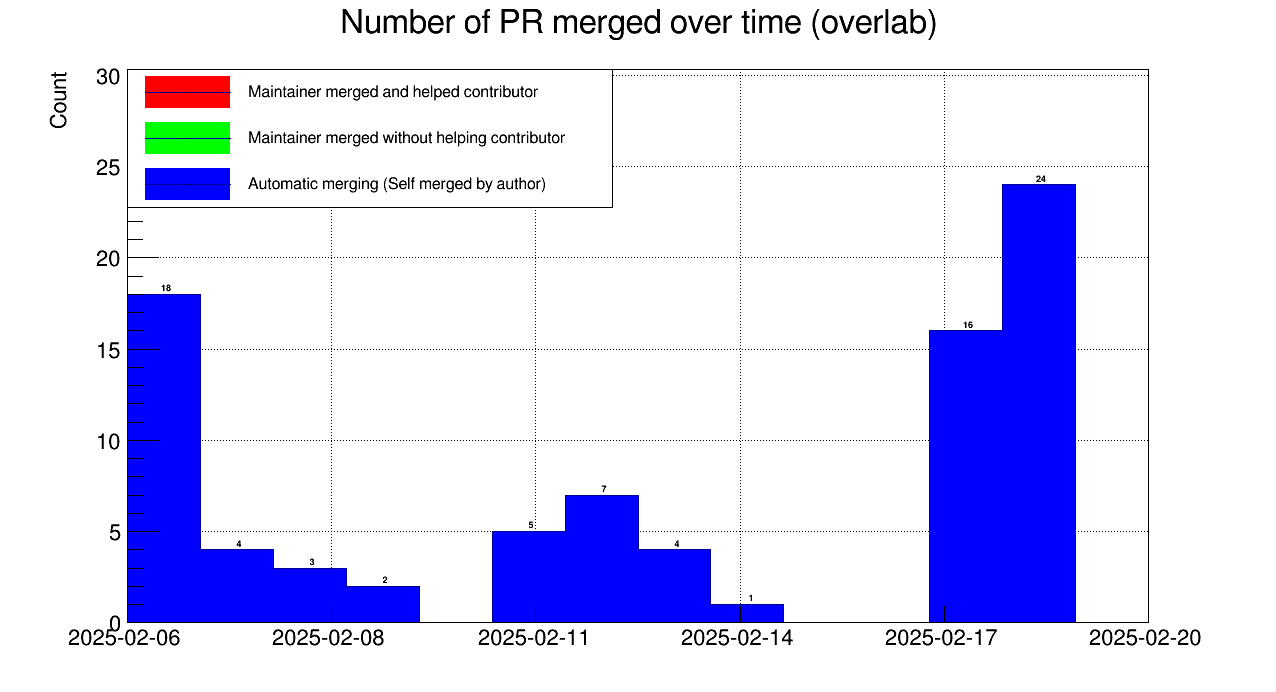 Number of PR merged over time (overlab)
Count
30
25
20
15
10
5
0
Maintainer merged and helped contributor
Maintainer merged without helping contributor
Automatic merging (Self merged by author)
18
4
3
2
5
7
4
1
16
24
2025-02-06 2025-02-08 2025-02-11 2025-02-14 2025-02-17 2025-02-20